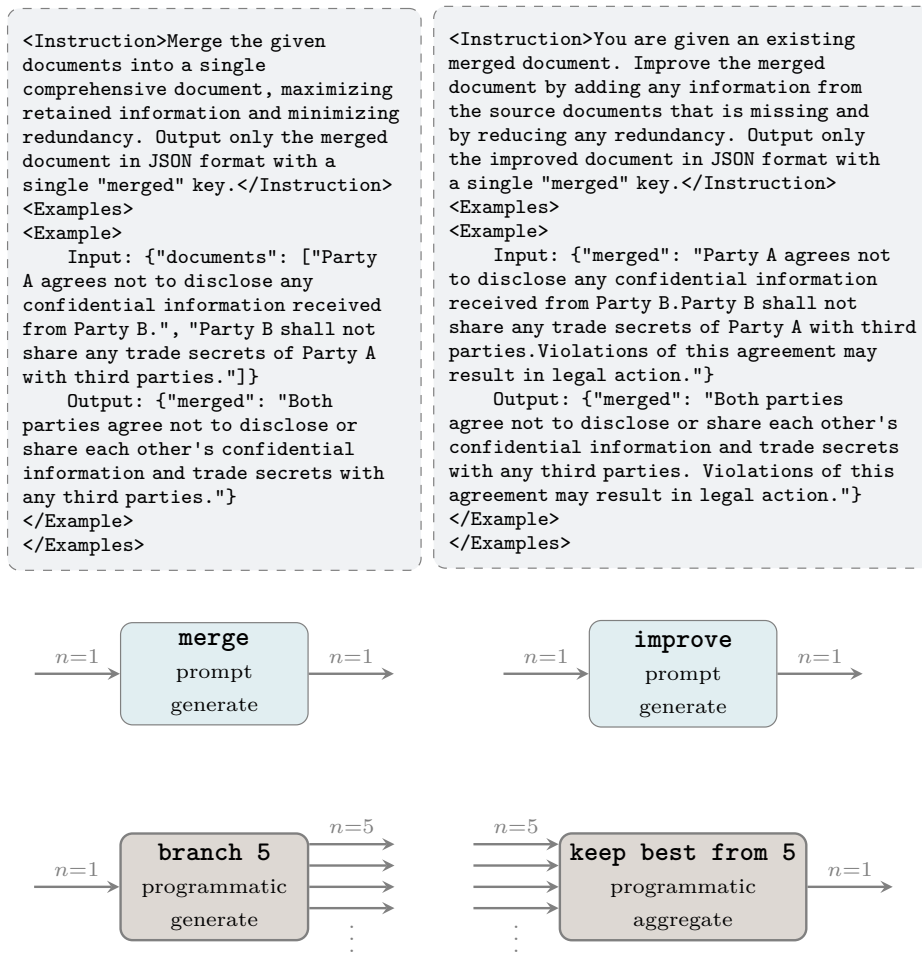 <Instruction>Merge the given
documents into a single
comprehensive document, maximizing
retained information and minimizing
redundancy. Output only the merged
document in JSON format with a
single "merged" key.</Instruction>
<Examples>
<Example>
    Input: {"documents": ["Party
A agrees not to disclose any
confidential information received
from Party B.", "Party B shall not
share any trade secrets of Party A
with third parties."]}
    Output: {"merged": "Both
parties agree not to disclose or
share each other's confidential
information and trade secrets with
any third parties."}
</Example>
</Examples>
<Instruction>You are given an existing
merged document. Improve the merged
document by adding any information from
the source documents that is missing and
by reducing any redundancy. Output only
the improved document in JSON format with
a single "merged" key.</Instruction>
<Examples>
<Example>
    Input: {"merged": "Party A agrees not
to disclose any confidential information
received from Party B.Party B shall not
share any trade secrets of Party A with third
parties.Violations of this agreement may
result in legal action."}
    Output: {"merged": "Both parties
agree not to disclose or share each other's
confidential information and trade secrets
with any third parties. Violations of this
agreement may result in legal action."}
</Example>
</Examples>
n=1
merge
prompt
generate
n=1
n=1
improve
prompt
generate
n=1
n=1
branch 5
programmatic
generate
n=5
n=5
keep best from 5
programmatic
aggregate
n=1